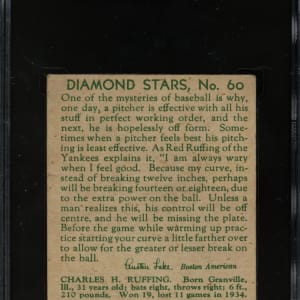 DIAMOND STARS, No. 60
One of the mysteries of baseball is why,
one day, a pitcher is effective with all his
stuff in perfect working order, and the
next, he is hopelessly off form. Some-
times when a pitcher feels best his pitch-
ing is least effective. As Red Ruffing of the
Yankees explains it, "I am always wary
when I feel good. Because my curve, in-
stead of breaking twelve inches, perhaps
will be breaking fourteen or eighteen, due
to the extra power on the ball. Unless a
man realizes this, his control will be off
centre, and he will be missing the plate.
Before the game while warming up prac-
tice starting your curve a little farther over
to allow for the greater or lesser break on
the ball.
Austen Lake Boston American
CHARLES H. RUFFING. Born Granville,
Ill., 31 years old; bats right, throws right; 6 ft.,
210 pounds. Won 19, lost 11 games in 1934.